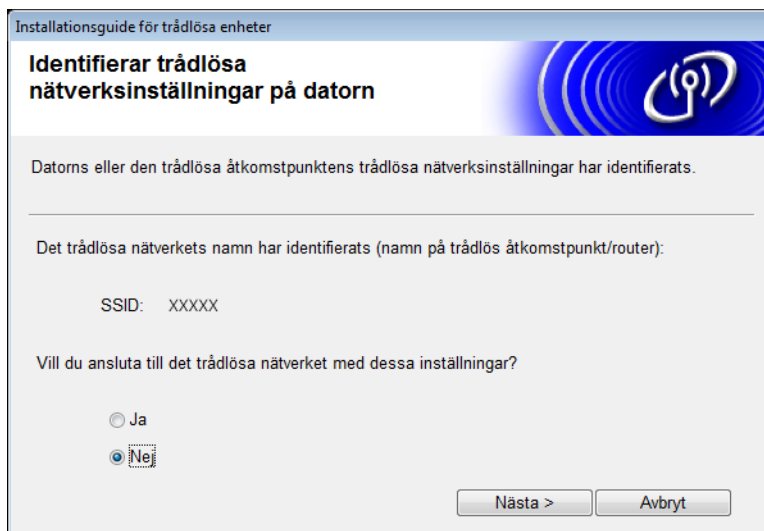 Installationsguide för trådlösa enheter
Identifierar trådlösa
nätverksinställningar på datorn
Datorns eller den trådlösa åtkomstpunktens trådlösa nätverksinställningar har identifierats.
Det trådlösa nätverkets namn har identifierats (namn på trådlös åtkomstpunkt/router):
SSID: XXXXX
Vill du ansluta till det trådlösa nätverket med dessa inställningar?
Ja
Nej
Nästa > Avbryt